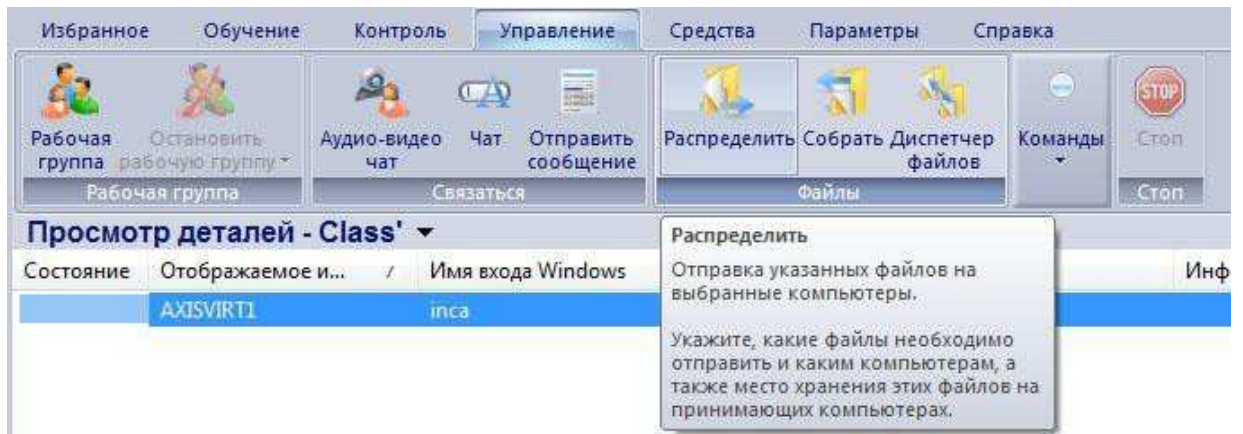 Избранное Обучение Контроль Управление Средства Параметры Справка
Рабочая группа Остановить рабочую группу Аудио-видео чат Чат Отправить сообщение Распределить Собрать Диспетчер файлов Команды Стоп
Рабочая группа Связаться Файлы Стоп
Просмотр деталей - Class'
Состояние Отображаемое и... Имя входа Windows Инф
AXISVIRT1 inca
Распределить
Отправка указанных файлов на
выбранные компьютеры.
Укажите, какие файлы необходимо
отправить и каким компьютерам, а
также место хранения этих файлов на
принимающих компьютерах.